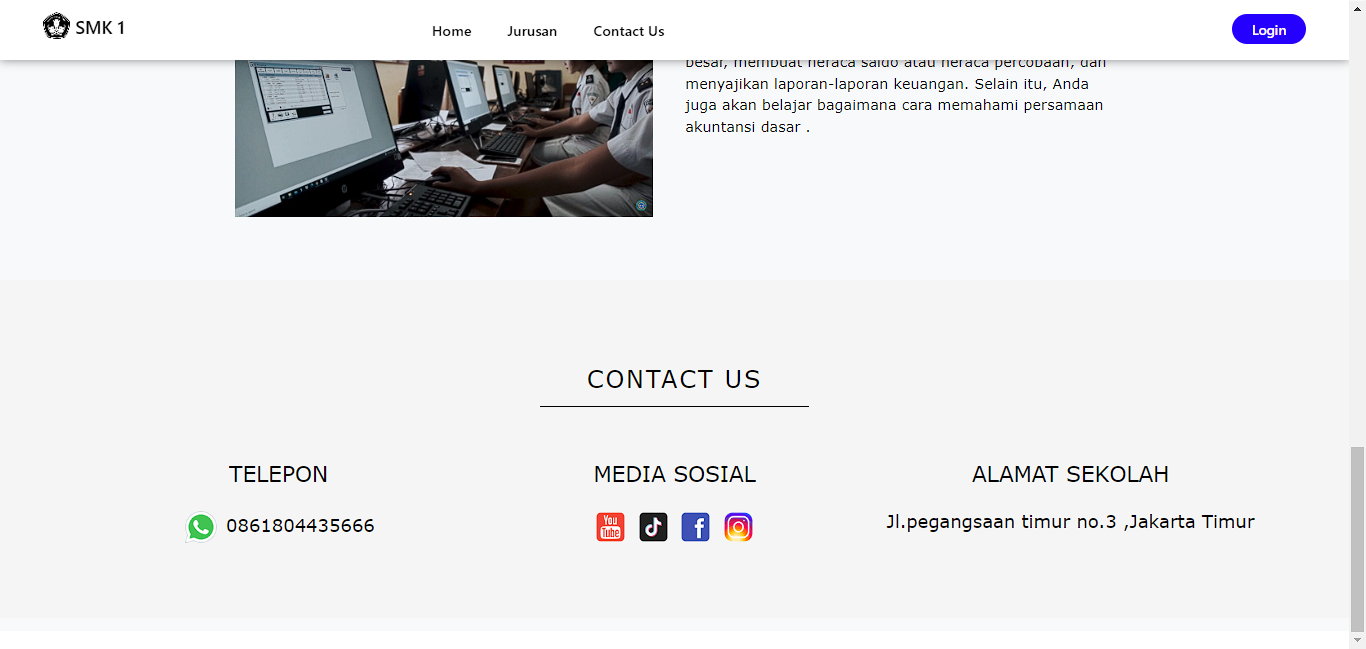 SMK 1
Home
Jurusan
Contact Us
Login
besar, membuat neraca saldo atau neraca percobaan, dan
menyajikan laporan-laporan keuangan. Selain itu, Anda
juga akan belajar bagaimana cara memahami persamaan
akuntansi dasar .
CONTACT US
TELEPON
0861804435666
MEDIA SOSIAL
You
Tube
ALAMAT SEKOLAH
Jl.pegangsaan timur no.3 ,Jakarta Timur